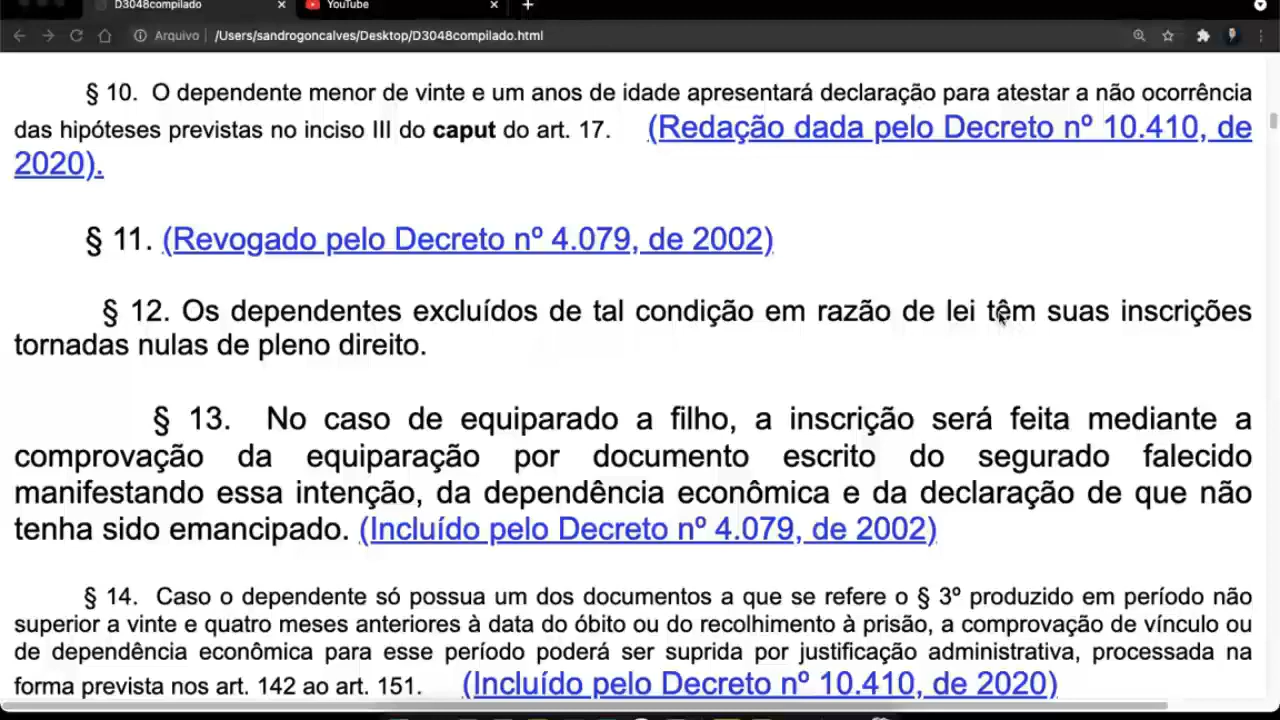 D3048compilado
YouTube
Arquivo | /Users/sandrogoncalves/Desktop/D3048compilado.html
§ 10. O dependente menor de vinte e um anos de idade apresentará declaração para atestar a não ocorrência
das hipóteses previstas no inciso III do caput do art. 17. (Redação dada pelo Decreto nº 10.410, de
2020).
§ 11. (Revogado pelo Decreto nº 4.079, de 2002)
§ 12. Os dependentes excluídos de tal condição em razão de lei têm suas inscrições
tornadas nulas de pleno direito.
§ 13. No caso de equiparado a filho, a inscrição será feita mediante a
comprovação da equiparação por documento escrito do segurado falecido
manifestando essa intenção, da dependência econômica e da declaração de que não
tenha sido emancipado. (Incluído pelo Decreto nº 4.079, de 2002)
§ 14. Caso o dependente só possua um dos documentos a que se refere o § 3º produzido em período não
superior a vinte e quatro meses anteriores à data do óbito ou do recolhimento à prisão, a comprovação de vínculo ou
de dependência econômica para esse período poderá ser suprida por justificação administrativa, processada na
forma prevista nos art. 142 ao art. 151. (Incluído pelo Decreto nº 10.410, de 2020)